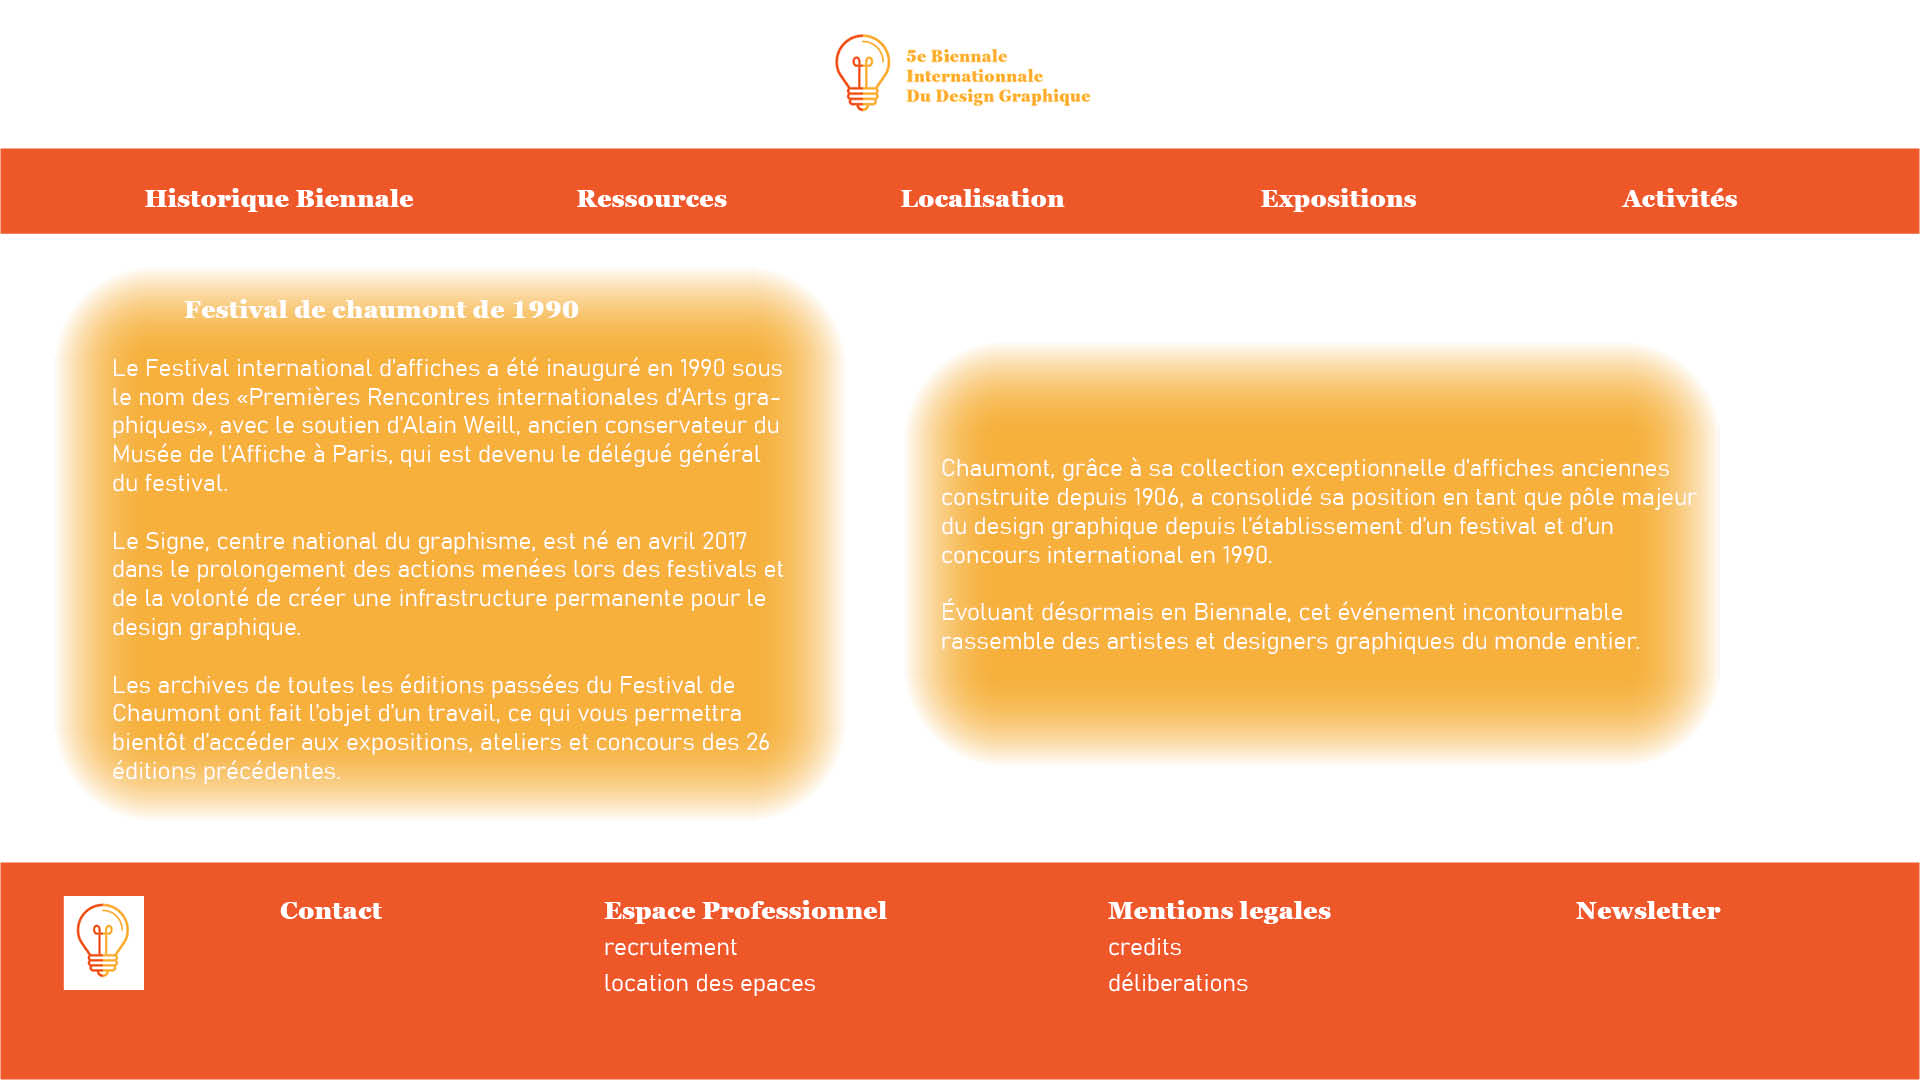 5e Biennale
Internationnale
Du Design Graphique
Historique Biennale
Ressources
Localisation
Expositions
Activités
Festival de chaumont de 1990
Le Festival international d'affiches a été inauguré en 1990 sous
le nom des «Premières Rencontres internationales d'Arts gra-
phiques», avec le soutien d'Alain Weill, ancien conservateur du
Musée de l'Affiche à Paris, qui est devenu le délégué général
du festival.
Le Signe, centre national du graphisme, est né en avril 2017
dans le prolongement des actions menées lors des festivals et
de la volonté de créer une infrastructure permanente pour le
design graphique.
Les archives de toutes les éditions passées du Festival de
Chaumont ont fait l'objet d'un travail, ce qui vous permettra
bientôt d'accéder aux expositions, ateliers et concours des 26
éditions précédentes.
Chaumont, grâce à sa collection exceptionnelle d'affiches anciennes
construite depuis 1906, a consolidé sa position en tant que pôle majeur
du design graphique depuis l'établissement d'un festival et d'un
concours international en 1990.
Évoluant désormais en Biennale, cet événement incontournable
rassemble des artistes et designers graphiques du monde entier.
Contact
Espace Professionnel
recrutement
location des epaces
Mentions legales
credits
déliberations
Newsletter